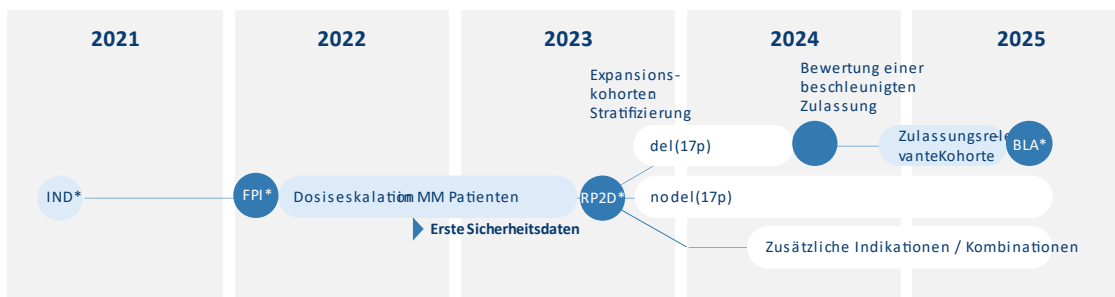 2021
2022
2023
2024
2025
Expansions-
kohorten:
Stratifizierung
Bewertung einer
beschleunigten
Zulassung
del(17p)
Zulassungsrele
vanteKohorte
BLA*
IND*
FPI*
Dosiseskalation im MM Patienten
RP2D*
nodel(17p)
Erste Sicherheitsdaten
Zusätzliche Indikationen / Kombinationen